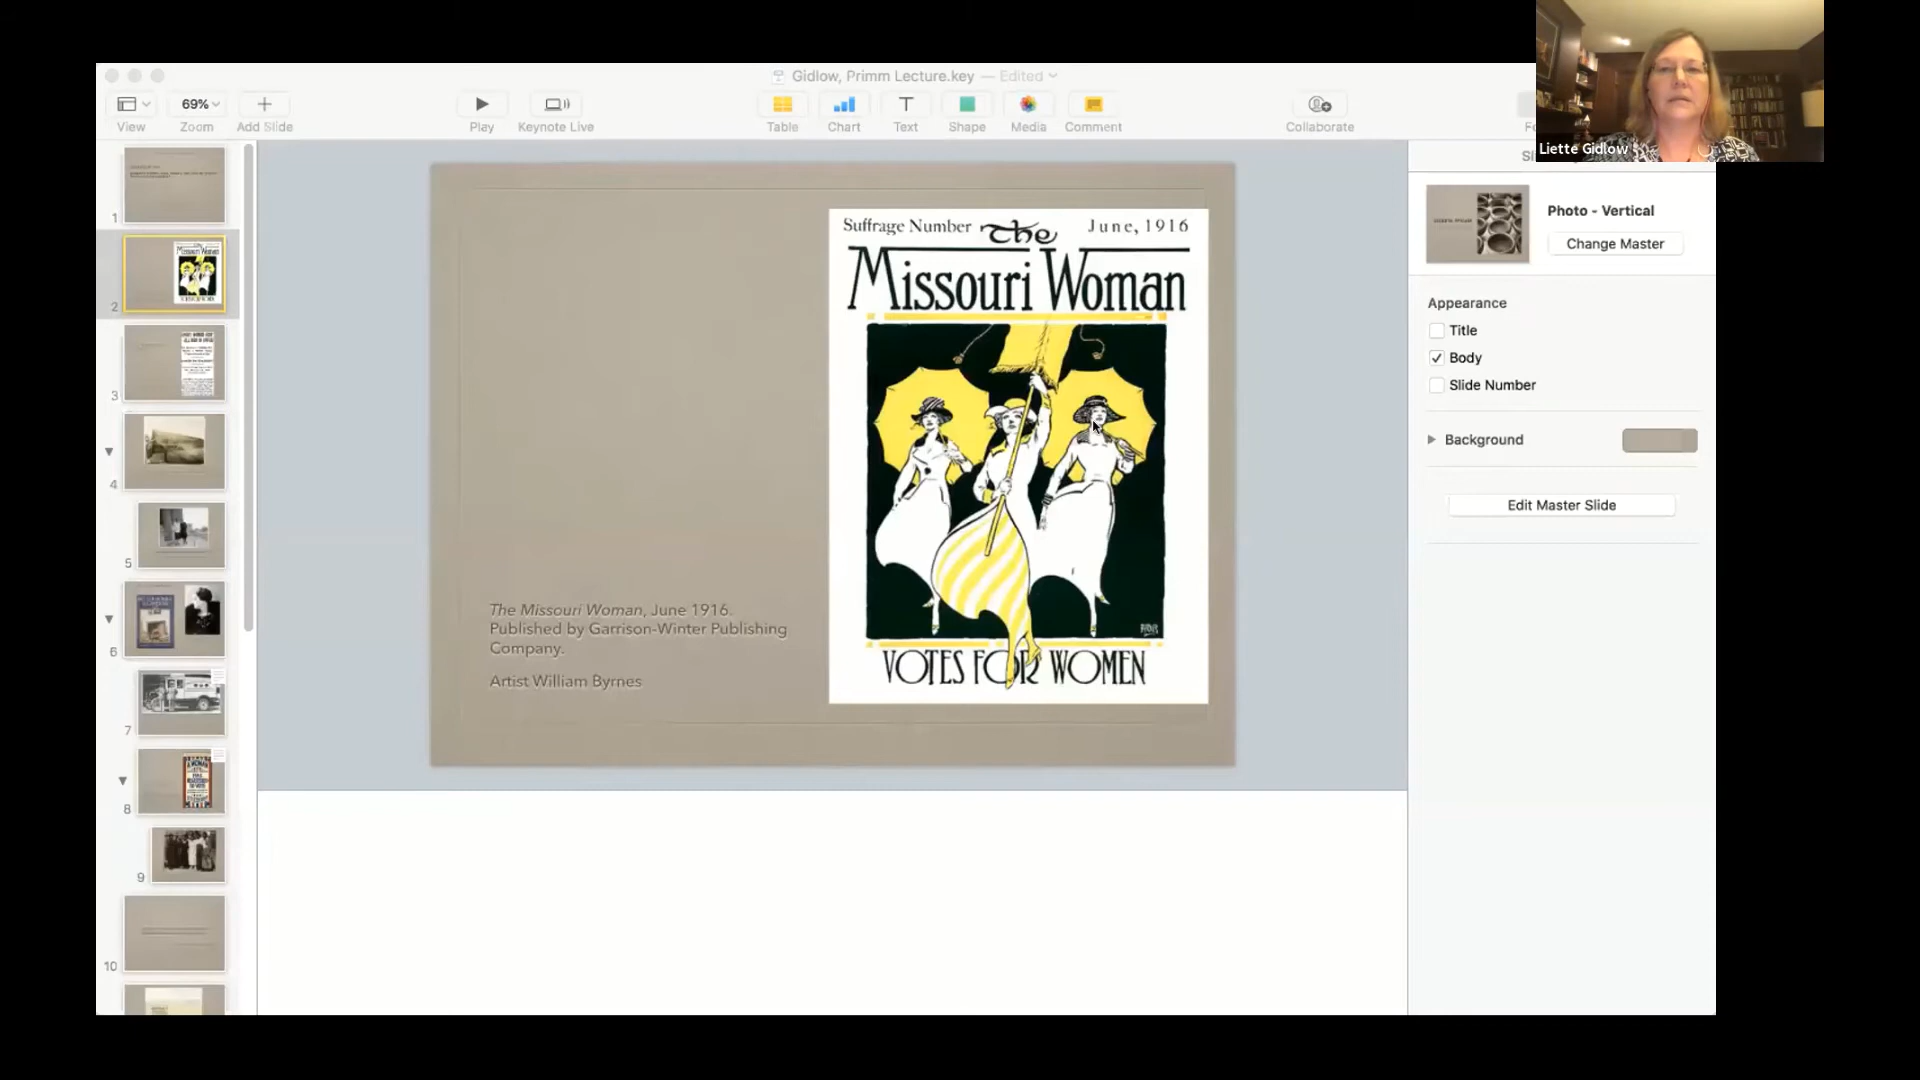 Gidlow, Primm Lecture.key — Edited
69%
View
Zoom
Add Slide
Play
Keynote Live
Table
Chart
Text
Shape
Media
Comment
Collaborate
Liette Gidlow
1
2
3
4
5
6
7
8
9
10
Suffrage Number The June, 1916
Missouri Woman
VOTES FOR WOMEN
The Missouri Woman, June 1916.
Published by Garrison-Winter Publishing
Company.
Artist William Byrnes
Photo - Vertical
Change Master
Appearance
Title
Body
Slide Number
Background
Edit Master Slide